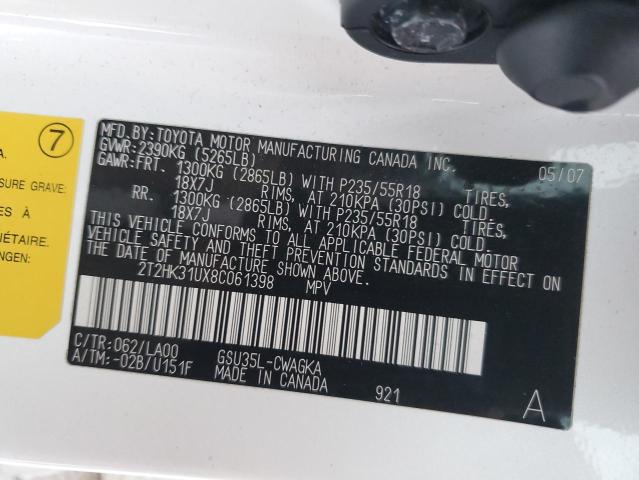 7
A.
SURE GRAVE:
S À
IÉTAIRE.
NGEN:
MFD.BY: TOYOTA MOTOR MANUFACTURING CANADA INC. 05/07
GVWR: 2390KG (5265LB)
GAWR: FRT. 1300KG (2865LB) WITH P235/55R18 TIRES,
18X7J RIMS, AT 210KPA (30PSI) COLD.
RR. 1300KG (2865LB) WITH P235/55R18 TIRES,
18X7J RIMS, AT 210KPA (30PSI) COLD.
THIS VEHICLE CONFORMS TO ALL APPLICABLE FEDERAL MOTOR
VEHICLE SAFETY AND THEFT PREVENTION STANDARDS IN EFFECT ON
THE DATE OF MANUFACTURE SHOWN ABOVE.
2T2HK31UX8C061398 MPV
C/TR: 062/LA00 GSU35L-CWAGKA
A/TM: -02B/U151F MADE IN CANADA 921 A